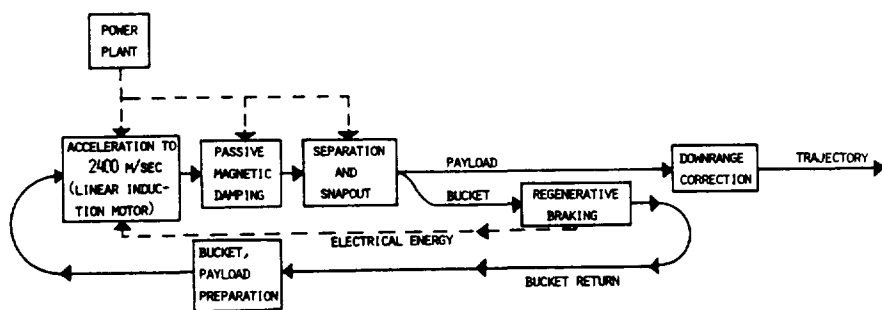 POWER
PLANT
ACCELERATION TO
2400 M/SEC
(LINEAR INDUC-
TION MOTOR)
PASSIVE
MAGNETIC
DAMPING
SEPARATION
AND
SNAPOUT
PAYLOAD
BUCKET
REGENERATIVE
BRAKING
DOWNRANGE
CORRECTION
TRAJECTORY
ELECTRICAL ENERGY
BUCKET,
PAYLOAD
PREPARATION
BUCKET RETURN